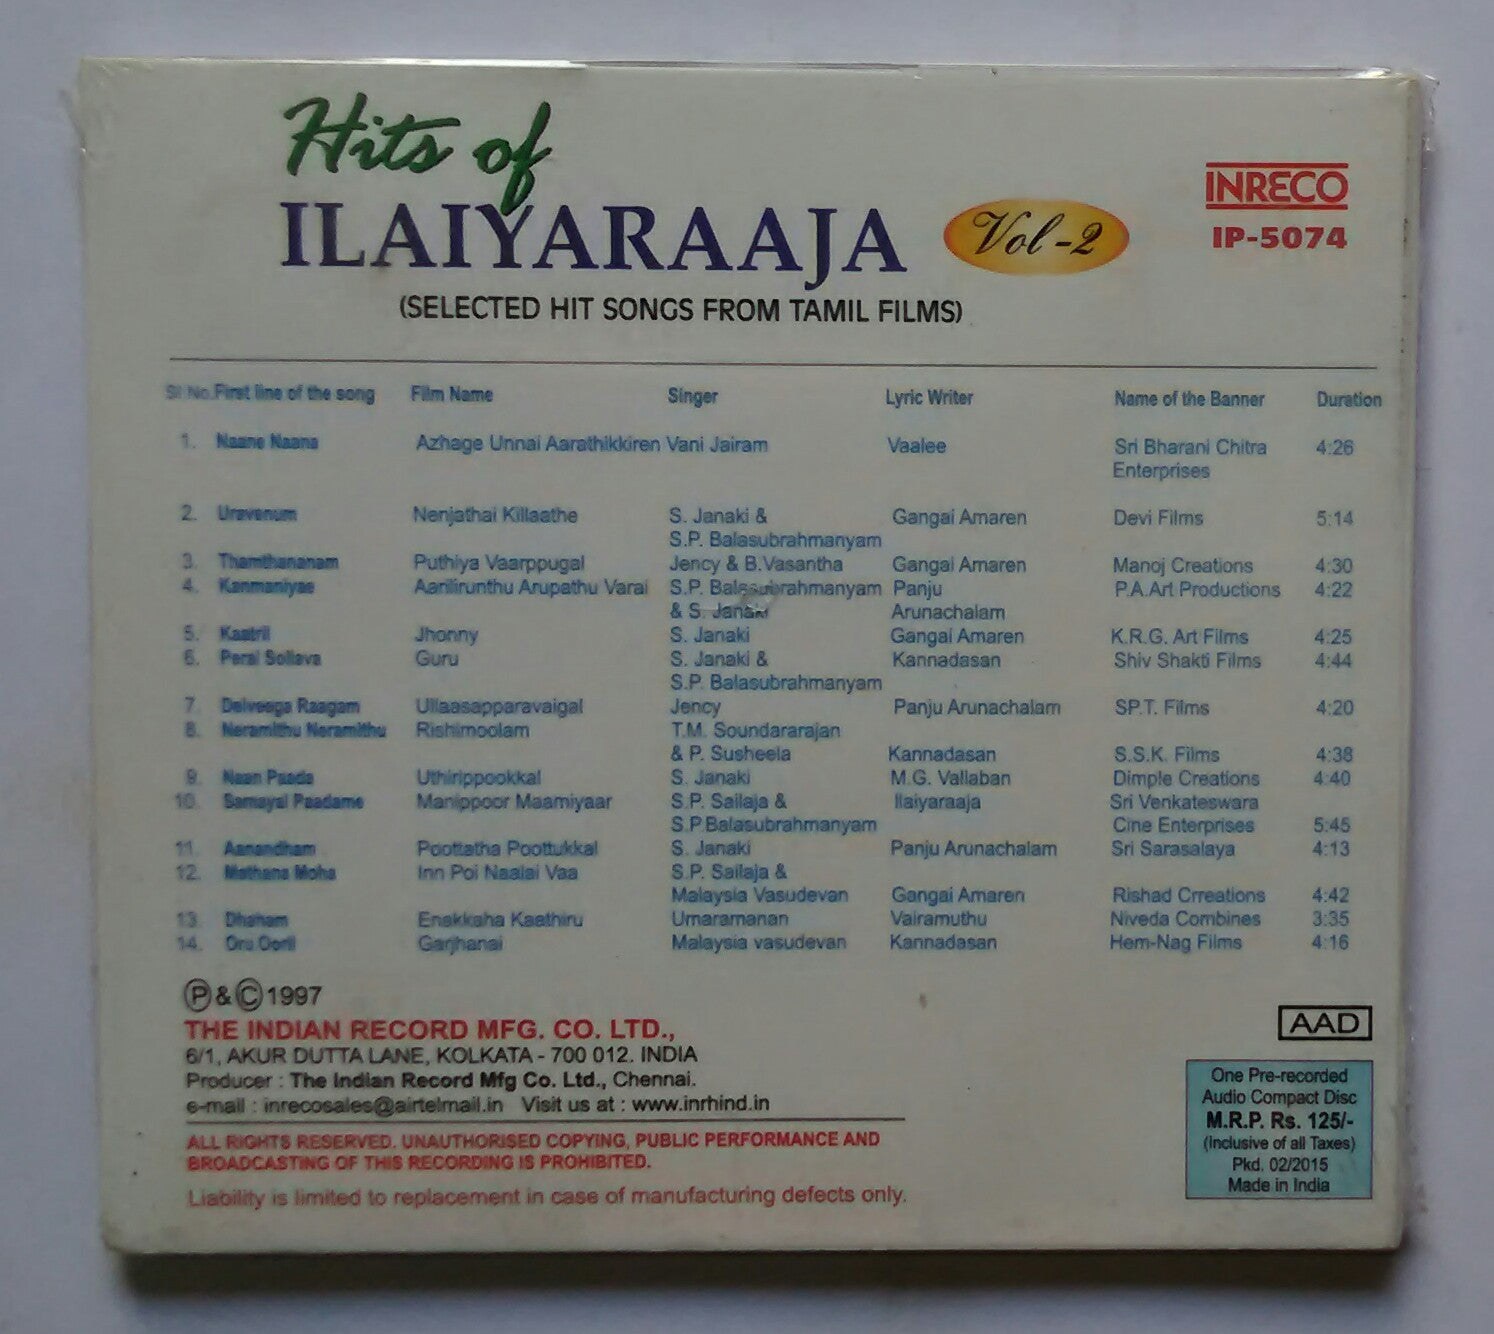 Hits of
ILAIYARAAJA Vol-2
INRECO
IP-5074
(SELECTED HIT SONGS FROM TAMIL FILMS)
Sl No. First line of the song Film Name Singer Lyric Writer Name of the Banner Duration
1. Naane Naana Azhage Unnai Aarathikkiren Vani Jairam Vaalee Sri Bharani Chitra 4:26
Enterprises
2. Uravenum Nenjathai Killaathe S. Janaki & Gangai Amaren Devi Films 5:14
S.P. Balasubrahmanyam
3. Thamthananam Puthiya Vaarppugal Jency & B.Vasantha Gangai Amaren Manoj Creations 4:30
4. Kanmaniyae Aarilirunthu Arupathu Varai S.P. Balasubrahmanyam Panju P.A.Art Productions 4:22
& S. Janaki Arunachalam
5. Kaatril Jhonny S. Janaki Gangai Amaren K.R.G. Art Films 4:25
6. Perai Sollava Guru S. Janaki & Kannadasan Shiv Shakti Films 4:44
S.P. Balasubrahmanyam
7. Deiveega Raagam Ullaasapparavaigal Jency Panju Arunachalam SP.T. Films 4:20
8. Neramithu Neramithu Rishimoolam T.M. Soundararajan
& P. Susheela Kannadasan S.S.K. Films 4:38
9. Naan Paada Uthirippookkal S. Janaki M.G. Vallaban Dimple Creations 4:40
10. Samayal Paadame Manippoor Maamiyaar S.P. Sailaja & Ilaiyaraaja Sri Venkateswara
S.P.Balasubrahmanyam Cine Enterprises 5:45
11. Aanandham Poottatha Poottukkal S. Janaki Panju Arunachalam Sri Sarasalaya 4:13
12. Mathana Moha Inn Poi Naalai Vaa S.P. Sailaja &
Malaysia Vasudevan Gangai Amaren Rishad Crreations 4:42
13. Dhaham Enakkaha Kaathiru Umaramanan Vairamuthu Niveda Combines 3:35
14. Oru Ooril Garjhanai Malaysia vasudevan Kannadasan Hem-Nag Films 4:16
Ⓟ & Ⓒ 1997
THE INDIAN RECORD MFG. CO. LTD.,
6/1, AKUR DUTTA LANE, KOLKATA - 700 012. INDIA
Producer : The Indian Record Mfg Co. Ltd., Chennai.
e-mail : inrecosales@airtelmail.in Visit us at : www.inrhind.in
ALL RIGHTS RESERVED. UNAUTHORISED COPYING, PUBLIC PERFORMANCE AND
BROADCASTING OF THIS RECORDING IS PROHIBITED.
Liability is limited to replacement in case of manufacturing defects only.
AAD
One Pre-recorded
Audio Compact Disc
M.R.P. Rs. 125/-
(Inclusive of all Taxes)
Pkd. 02/2015
Made in India